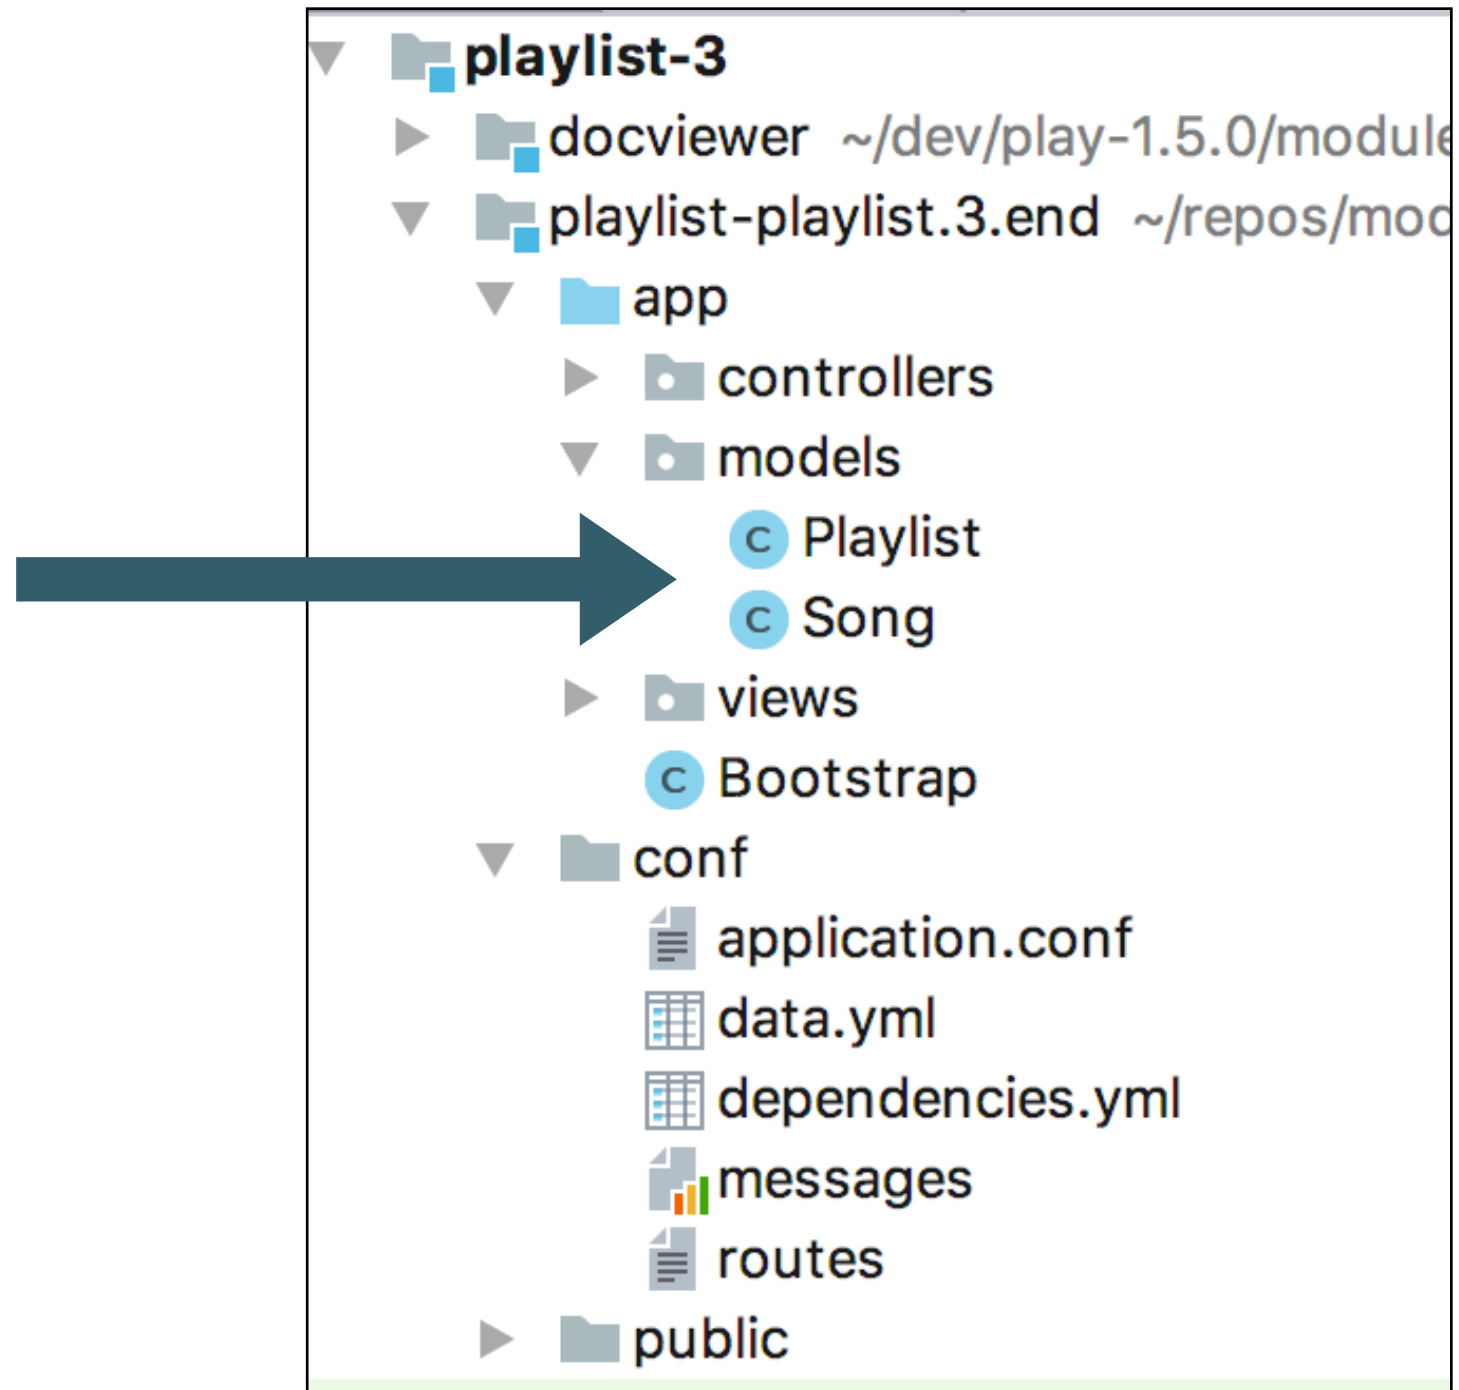 playlist-3
docviewer ~/dev/play-1.5.0/module
playlist-playlist.3.end ~/repos/mod
app
controllers
models
C Playlist
C Song
views
C Bootstrap
conf
application.conf
data.yml
dependencies.yml
messages
routes
public